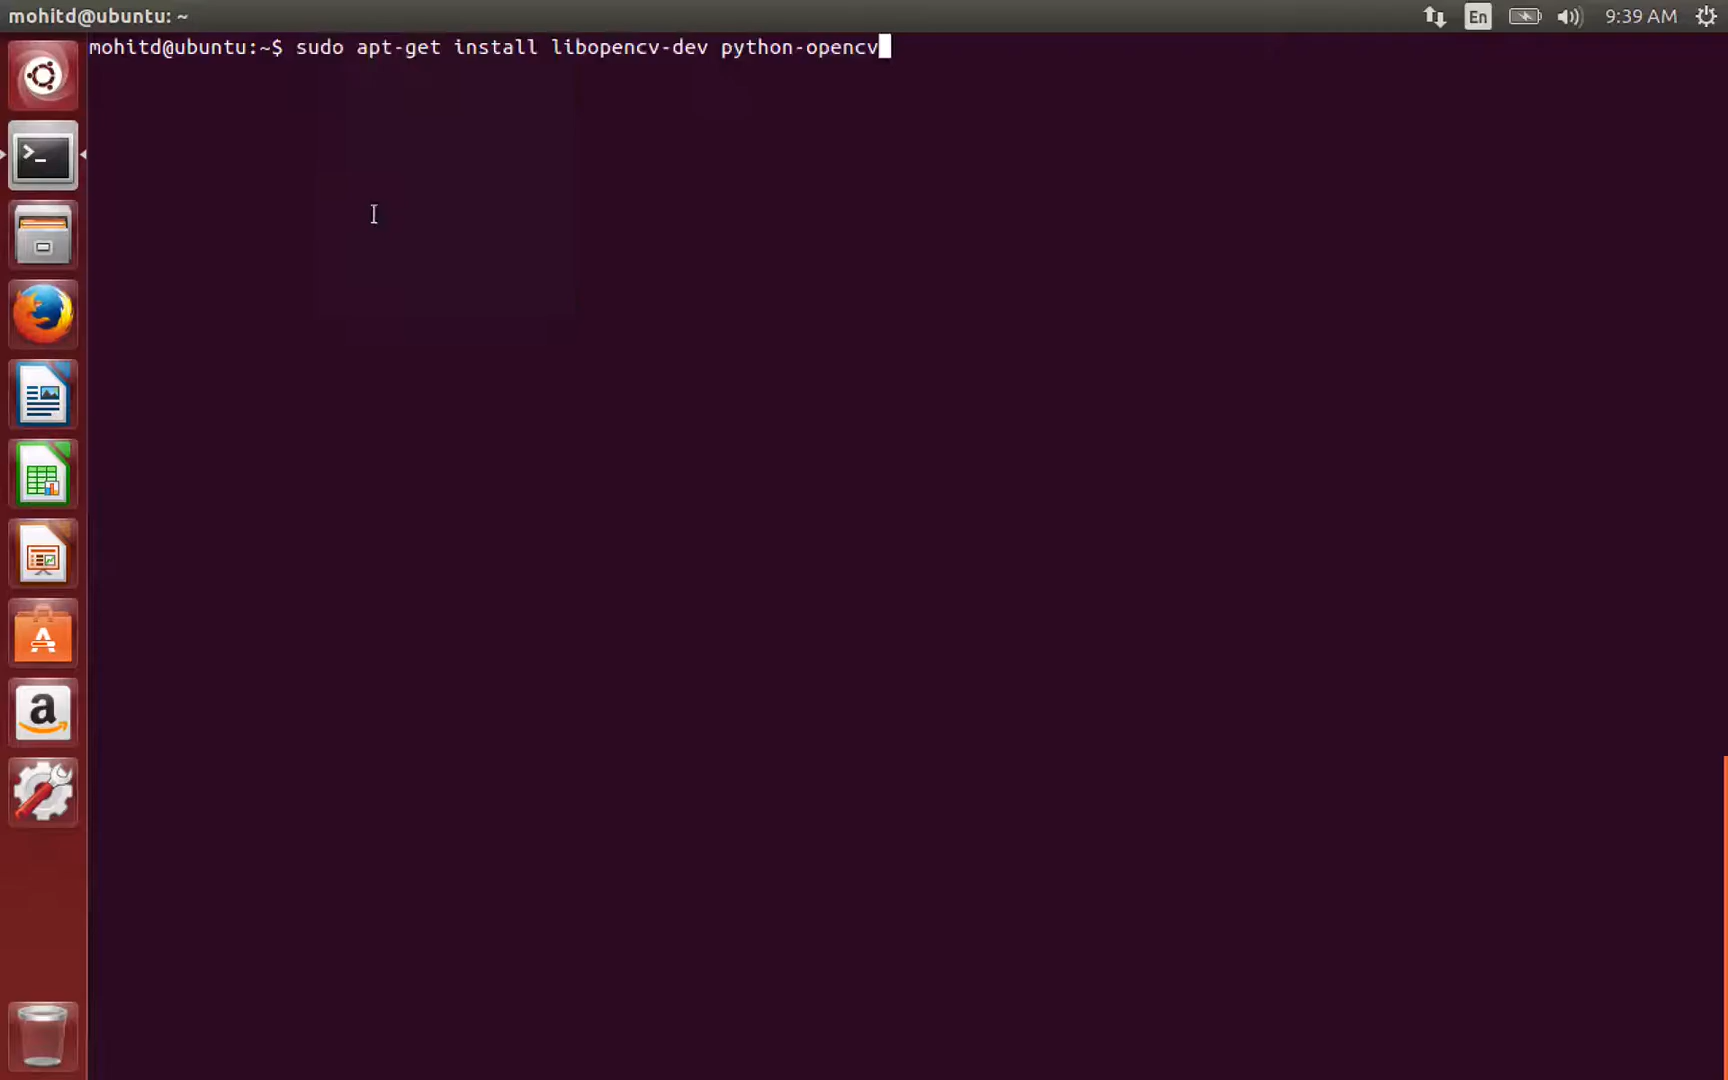 mohitd@ubuntu: ~
En
9:39 AM
mohitd@ubuntu:~$ sudo apt-get install libopencv-dev python-opencv